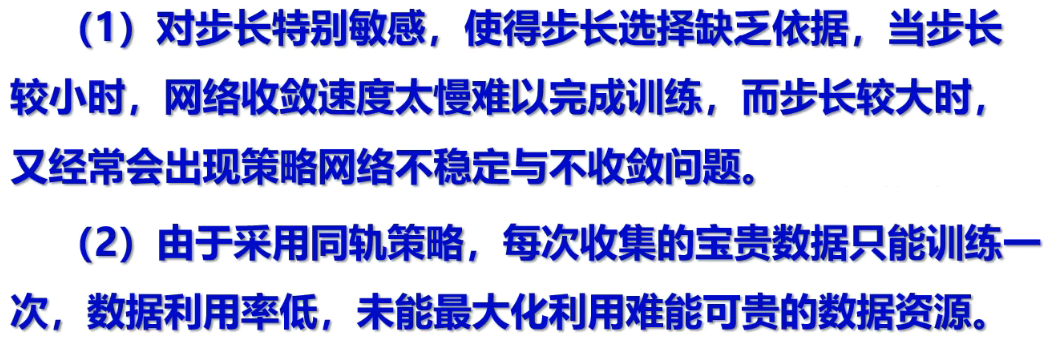 （1）对步长特别敏感，使得步长选择缺乏依据，当步长
较小时，网络收敛速度太慢难以完成训练，而步长较大时，
又经常会出现策略网络不稳定与不收敛问题。
（2）由于采用同轨策略，每次收集的宝贵数据只能训练一
次，数据利用率低，未能最大化利用难能可贵的数据资源。